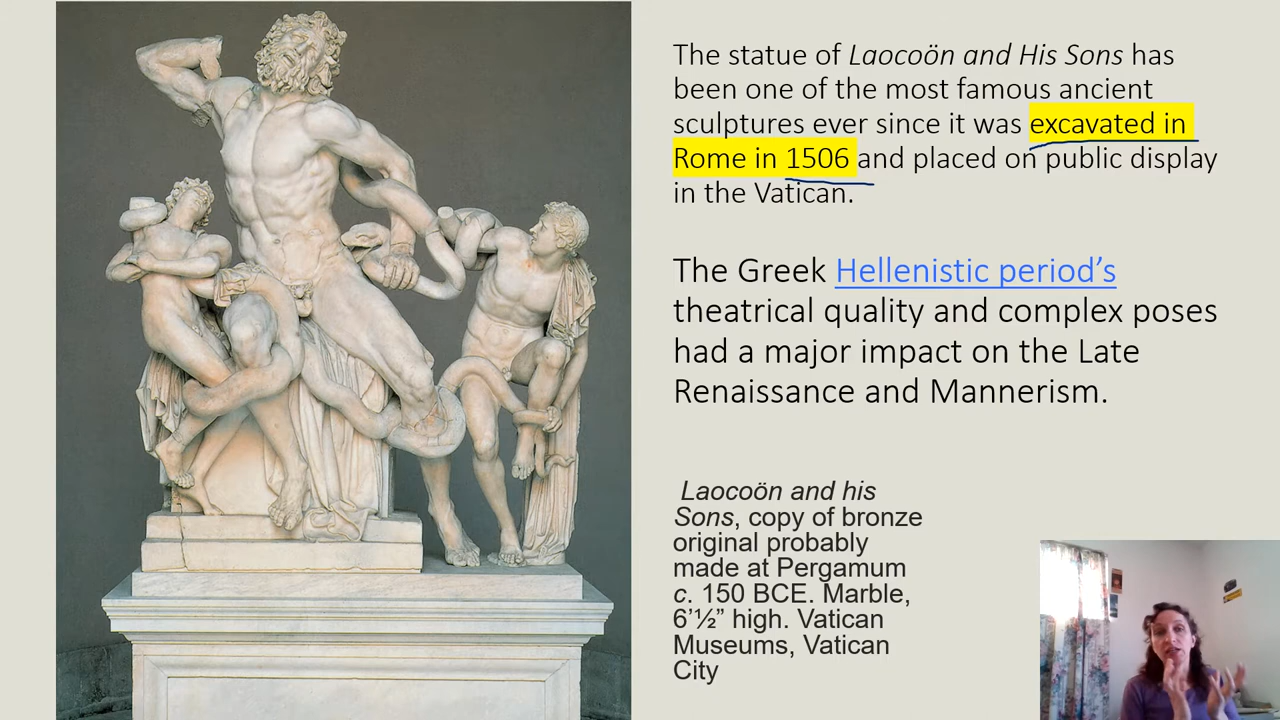 The statue of Laocoön and His Sons has
been one of the most famous ancient
sculptures ever since it was excavated in
Rome in 1506 and placed on public display
in the Vatican.
The Greek Hellenistic period’s
theatrical quality and complex poses
had a major impact on the Late
Renaissance and Mannerism.
Laocoön and his
Sons, copy of bronze
original probably
made at Pergamum
c. 150 BCE. Marble,
6’½” high. Vatican
Museums, Vatican
City